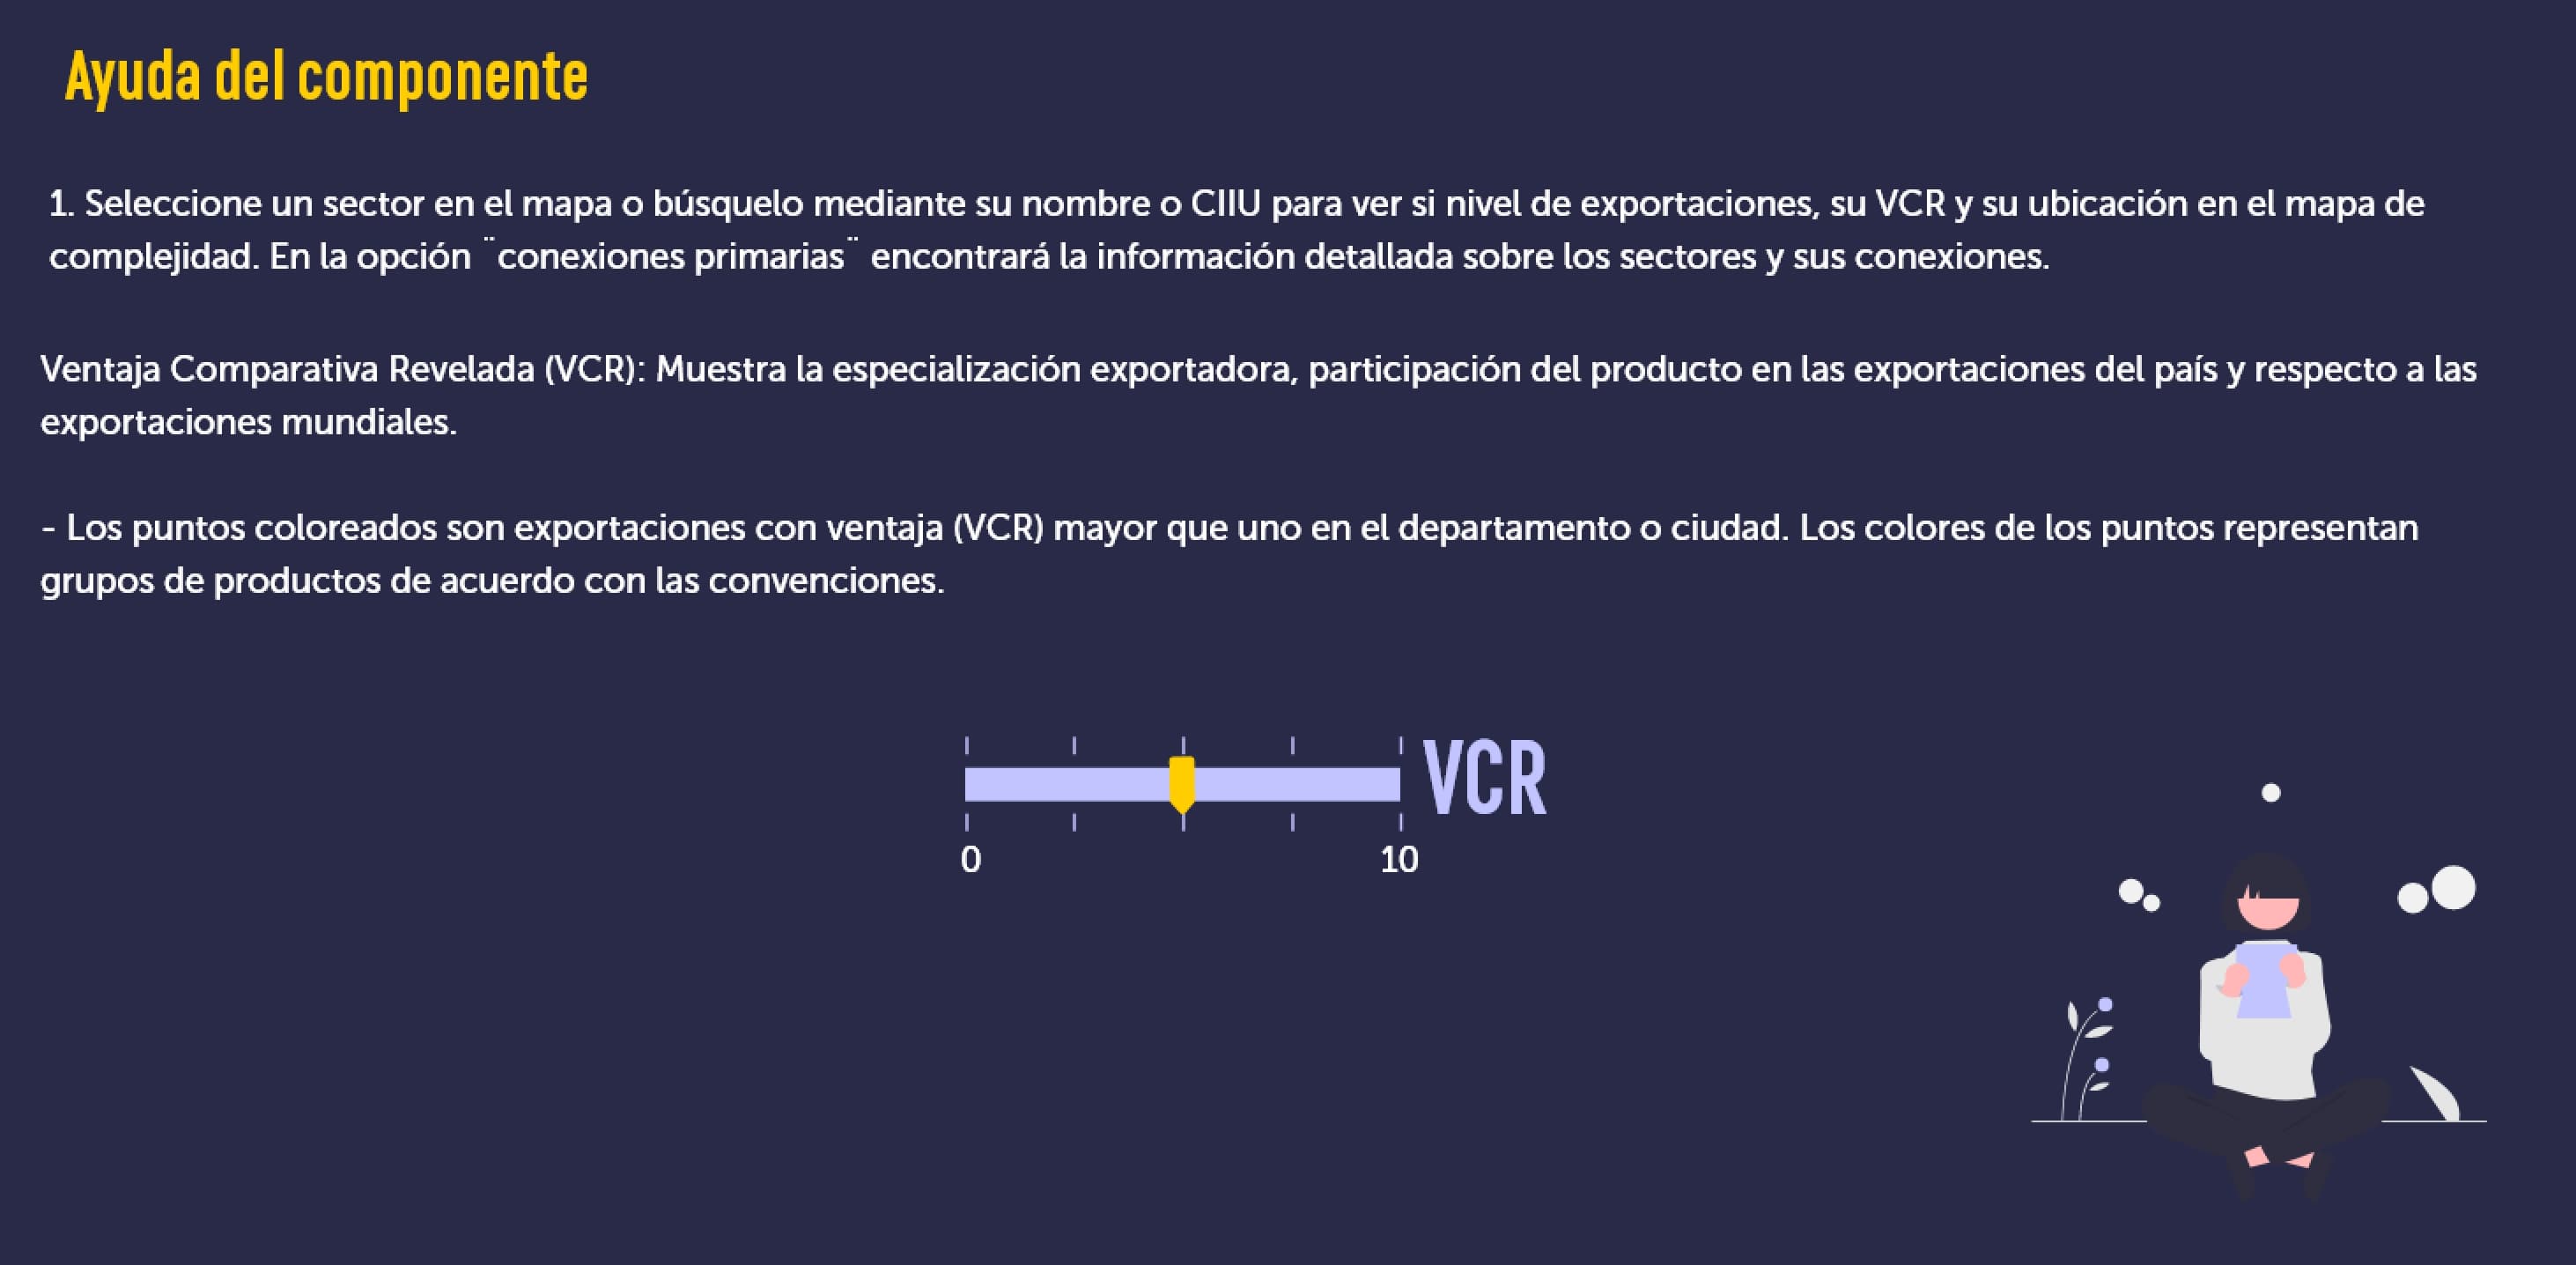 Ayuda del componente
1. Seleccione un sector en el mapa o búsquelo mediante su nombre o CIIU para ver si nivel de exportaciones, su VCR y su ubicación en el mapa de
complejidad. En la opción ¨conexiones primarias¨ encontrará la información detallada sobre los sectores y sus conexiones.
Ventaja Comparativa Revelada (VCR): Muestra la especialización exportadora, participación del producto en las exportaciones del país y respecto a las
exportaciones mundiales.
- Los puntos coloreados son exportaciones con ventaja (VCR) mayor que uno en el departamento o ciudad. Los colores de los puntos representan
grupos de productos de acuerdo con las convenciones.
VCR
0 10